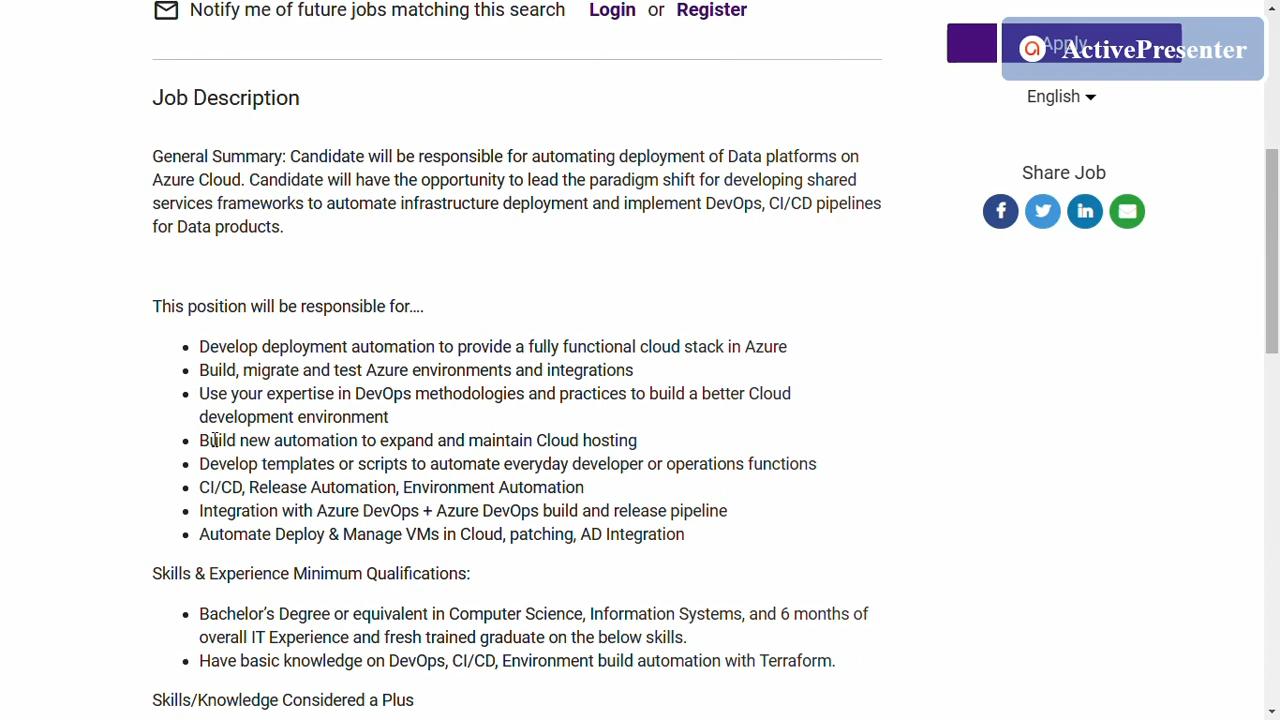 Notify me of future jobs matching this search Login or Register
Apply
ActivePresenter
English
Job Description
Share Job
General Summary: Candidate will be responsible for automating deployment of Data platforms on
Azure Cloud. Candidate will have the opportunity to lead the paradigm shift for developing shared
services frameworks to automate infrastructure deployment and implement DevOps, CI/CD pipelines
for Data products.
This position will be responsible for....
• Develop deployment automation to provide a fully functional cloud stack in Azure
• Build, migrate and test Azure environments and integrations
• Use your expertise in DevOps methodologies and practices to build a better Cloud
development environment
• Build new automation to expand and maintain Cloud hosting
• Develop templates or scripts to automate everyday developer or operations functions
• CI/CD, Release Automation, Environment Automation
• Integration with Azure DevOps + Azure DevOps build and release pipeline
• Automate Deploy & Manage VMs in Cloud, patching, AD Integration
Skills & Experience Minimum Qualifications:
• Bachelor’s Degree or equivalent in Computer Science, Information Systems, and 6 months of
overall IT Experience and fresh trained graduate on the below skills.
• Have basic knowledge on DevOps, CI/CD, Environment build automation with Terraform.
Skills/Knowledge Considered a Plus